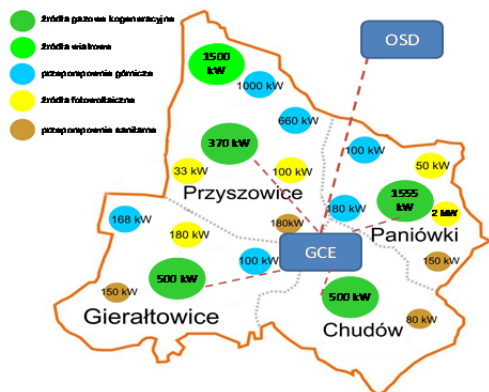 źródła gazowe kogeneracyjne
źródła wiatrowe
przepompownie górnicze
źródła fotowoltaiczne
przepompownie sanitarne
OSD
1500 kW
1000 kW
660 kW
370 kW
100 kW
50 kW
33 kW
100 kW
Przyszowice
1555 kW
180 kW
2 kW
168 kW
180kW
Paniówki
180 kW
GCE
100 kW
150 kW
500 kW
150 kW
500 kW
Gierałtowice
80 kW
Chudów